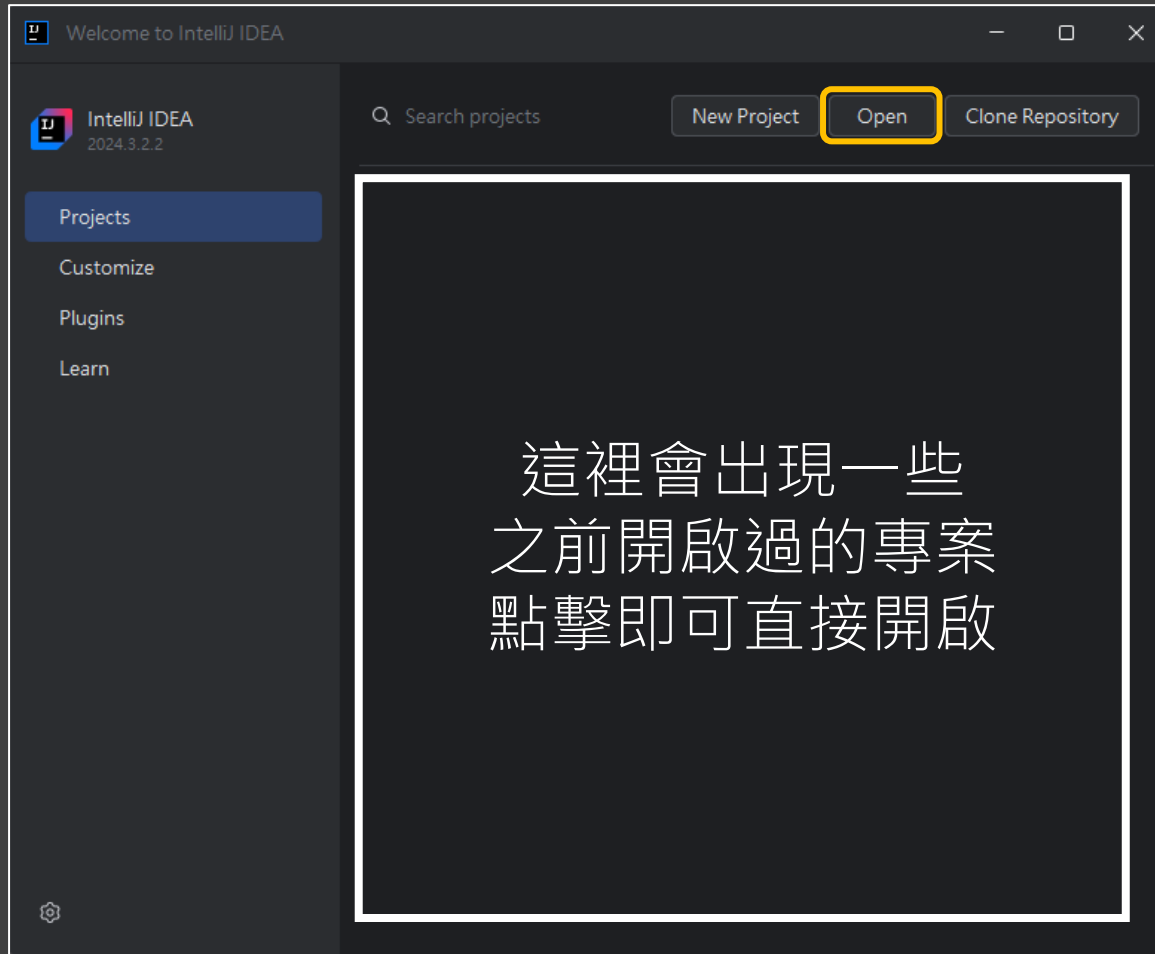 Welcome to IntelliJ IDEA
IntelliJ IDEA
2024.3.2.2
Search projects
New Project
Open
Clone Repository
Projects
Customize
Plugins
Learn
這裡會出現一些
之前開啟過的專案
點擊即可直接開啟